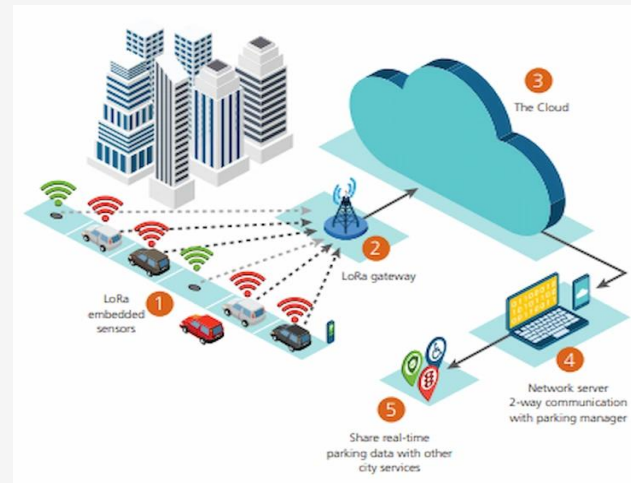 3
The Cloud
2
LoRa gateway
1
LoRa
embedded
sensors
4
Network server
2-way communication
with parking manager
5
Share real-time
parking data with other
city services